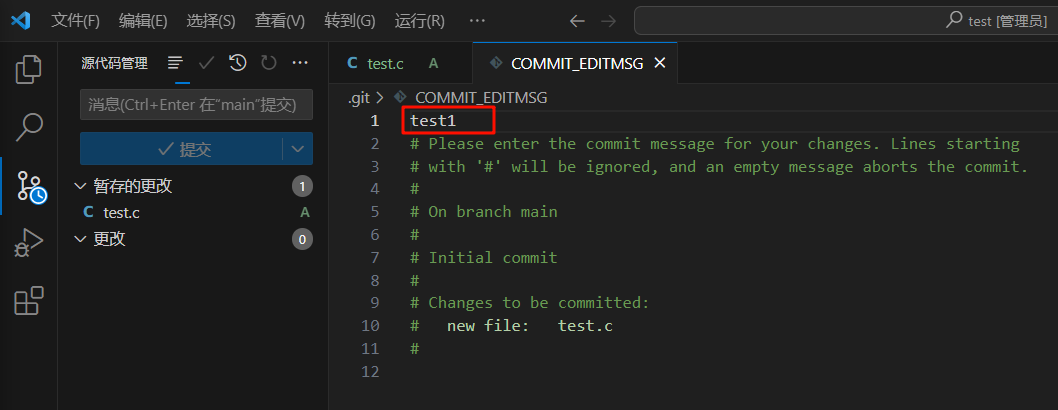 文件(F) 编辑(E) 选择(S) 查看(V) 转到(G) 运行(R) ··· test [管理员]
源代码管理 ···
消息(Ctrl+Enter 在"main"提交)
提交
暂存的更改 1
C test.c A
更改 0
C test.c A COMMIT_EDITMSG
.git > COMMIT_EDITMSG
1 test1
2 # Please enter the commit message for your changes. Lines starting
3 # with '#' will be ignored, and an empty message aborts the commit.
4 #
5 # On branch main
6 #
7 # Initial commit
8 #
9 # Changes to be committed:
10 # new file: test.c
11 #
12